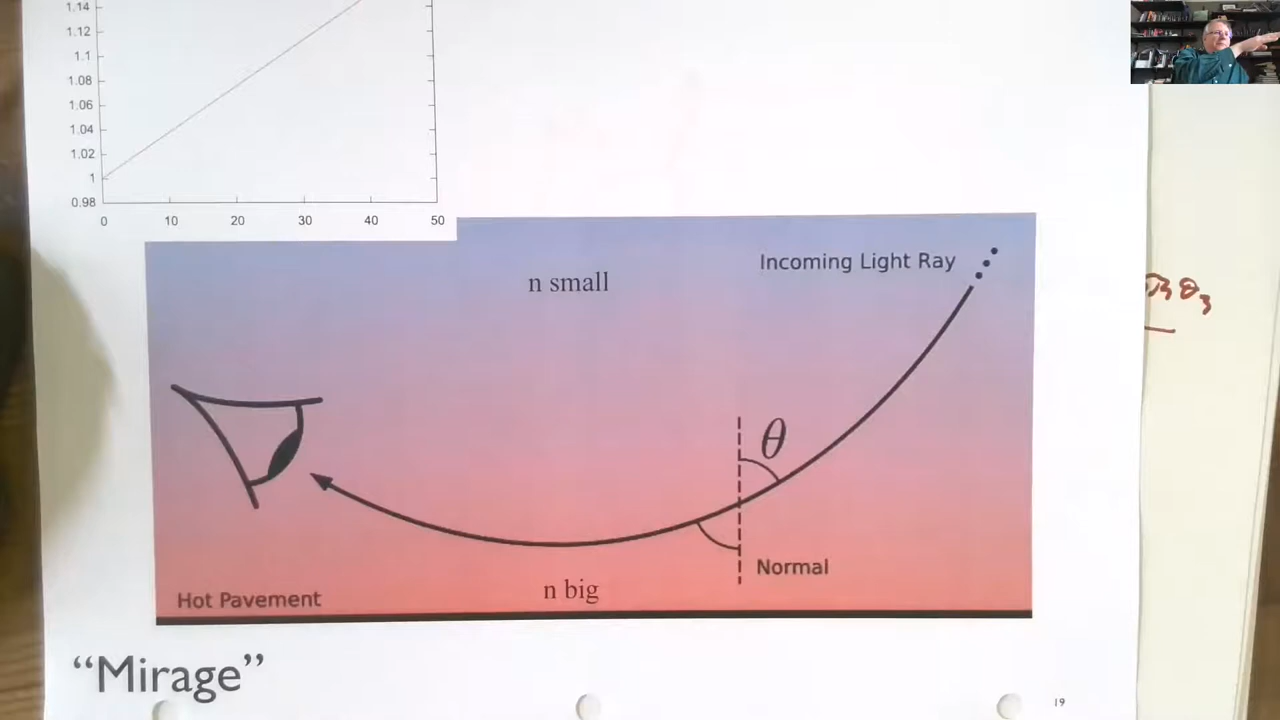 1.14
1.12
1.1
1.08
1.06
1.04
1.02
1
0.98
0 10 20 30 40 50
n small
Incoming Light Ray
θ
Normal
n big
Hot Pavement
“Mirage”
19
θ3